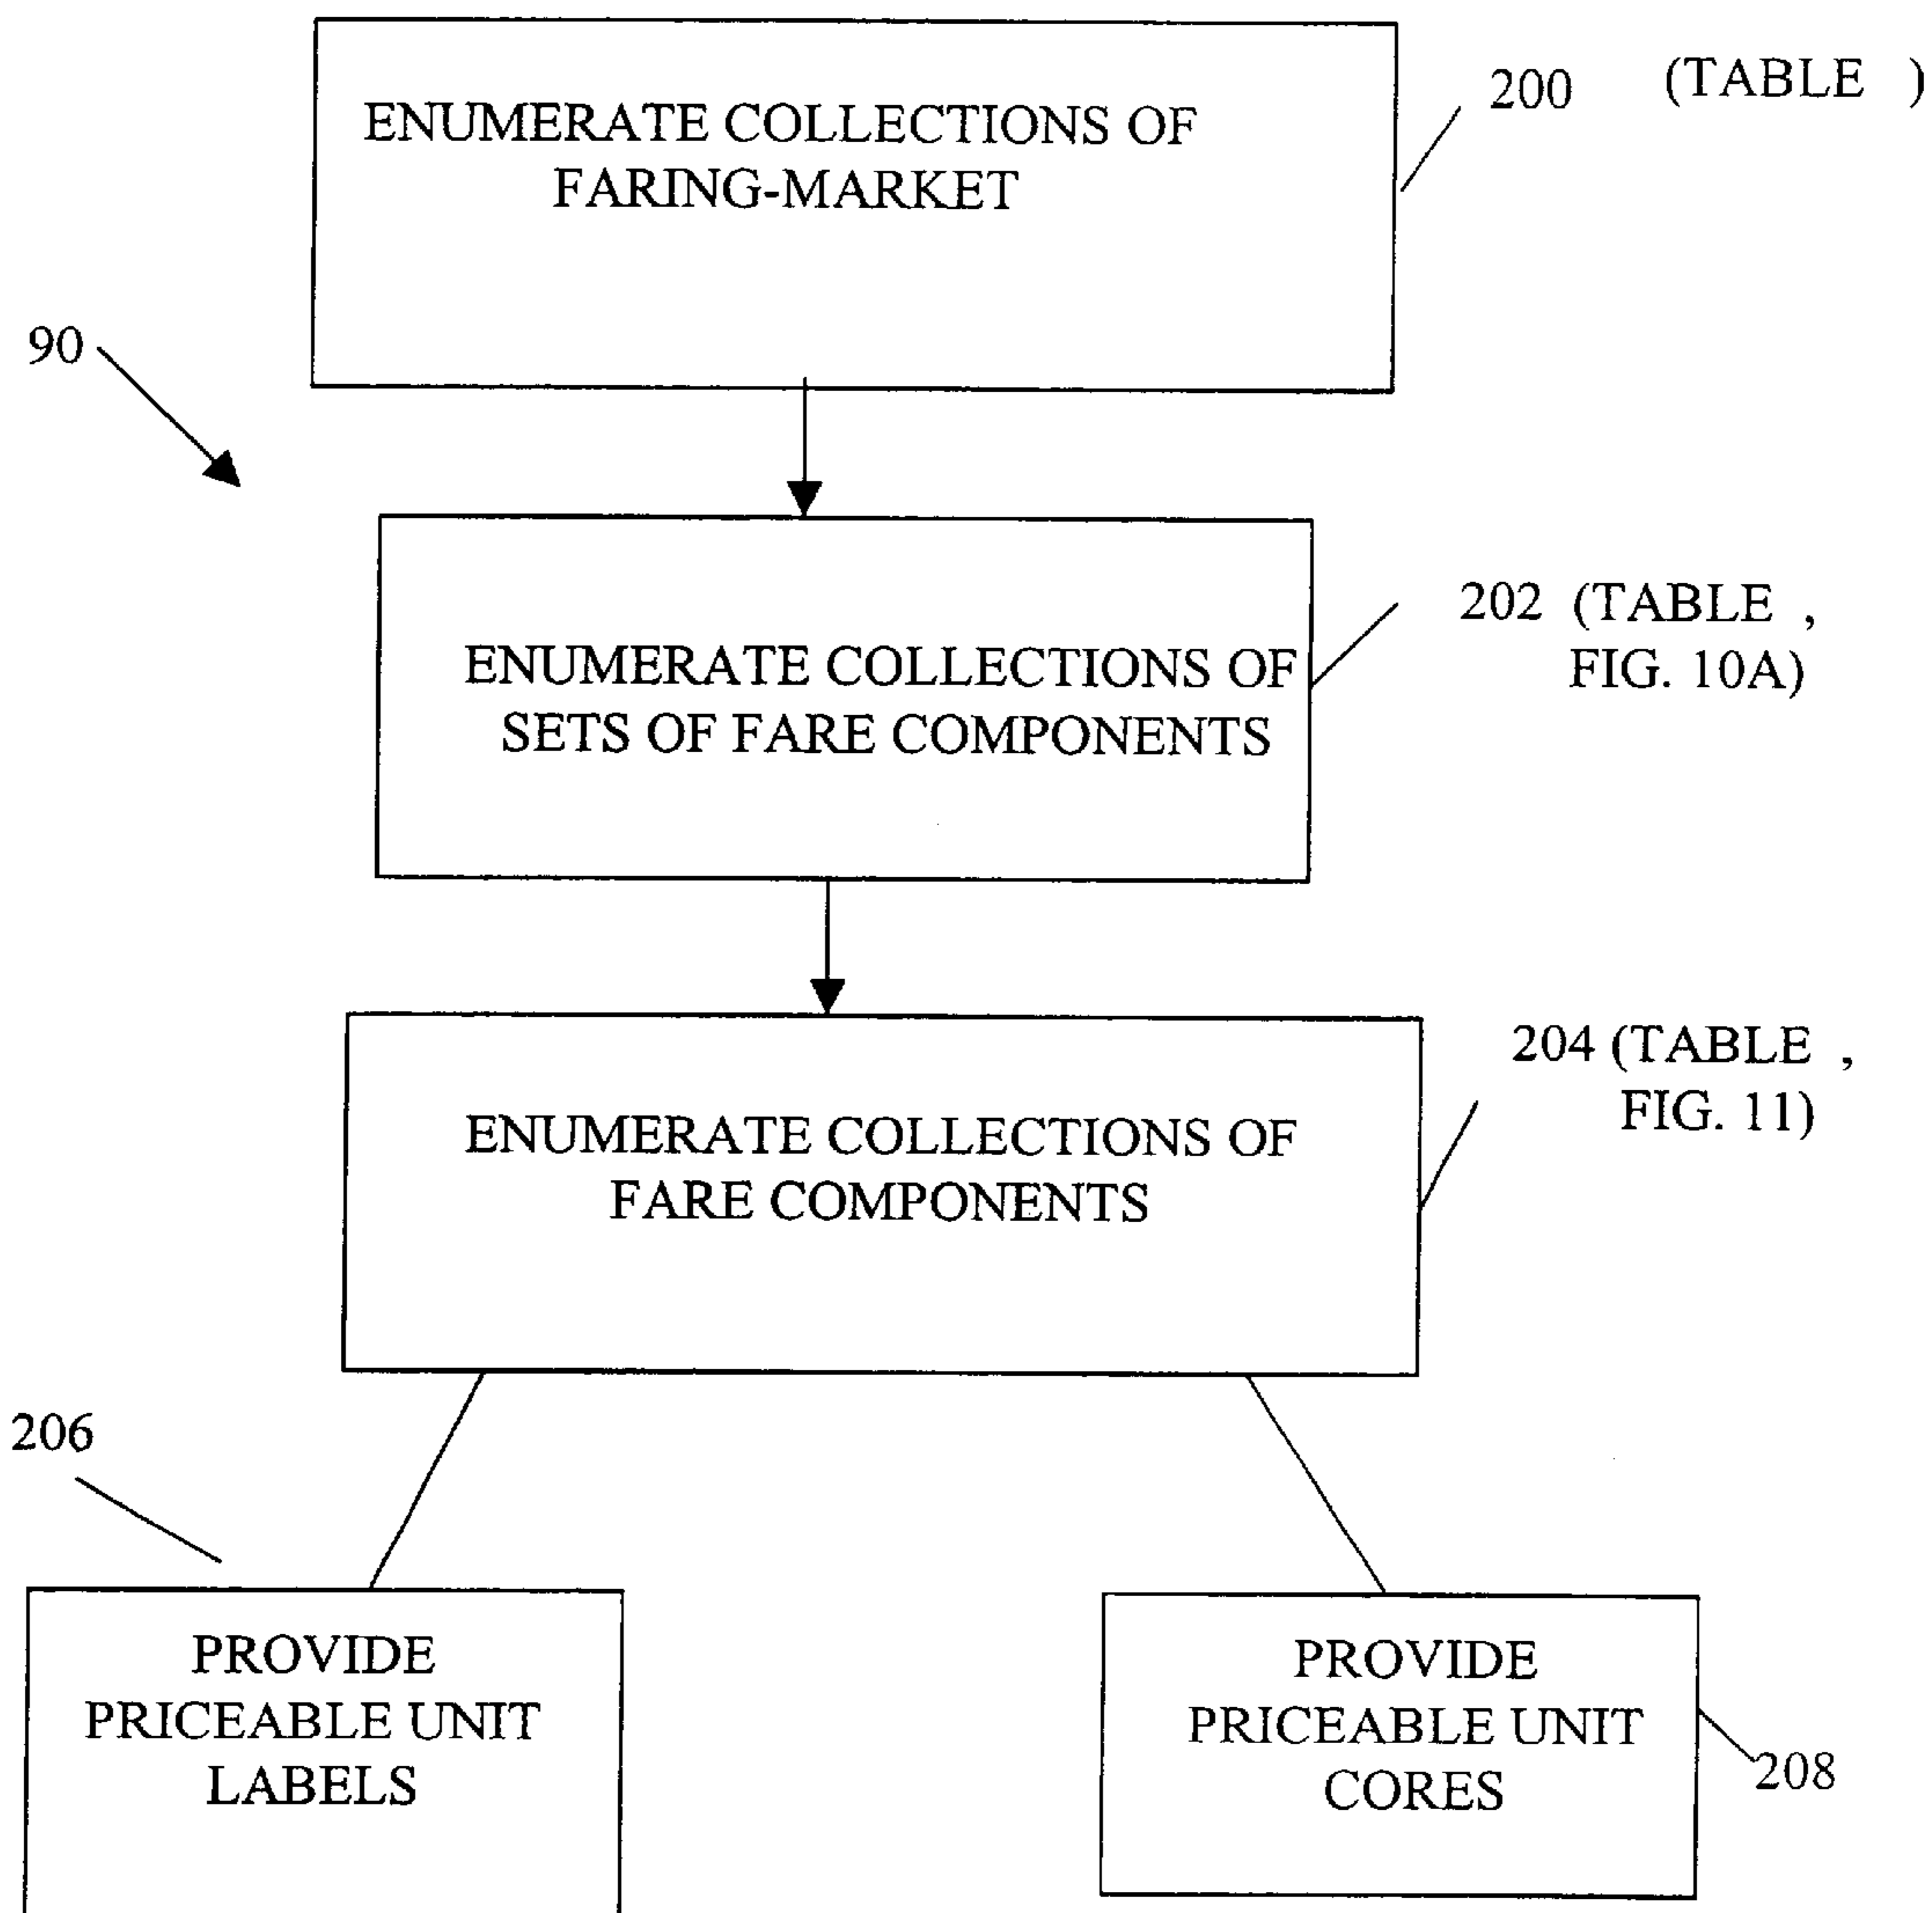 ENUMERATE COLLECTIONS OF
FARING-MARKET
200 (TABLE )
90
ENUMERATE COLLECTIONS OF
SETS OF FARE COMPONENTS
202 (TABLE ,
FIG. 10A)
ENUMERATE COLLECTIONS OF
FARE COMPONENTS
204 (TABLE ,
FIG. 11)
206
PROVIDE
PRICEABLE UNIT
LABELS
PROVIDE
PRICEABLE UNIT
CORES
208